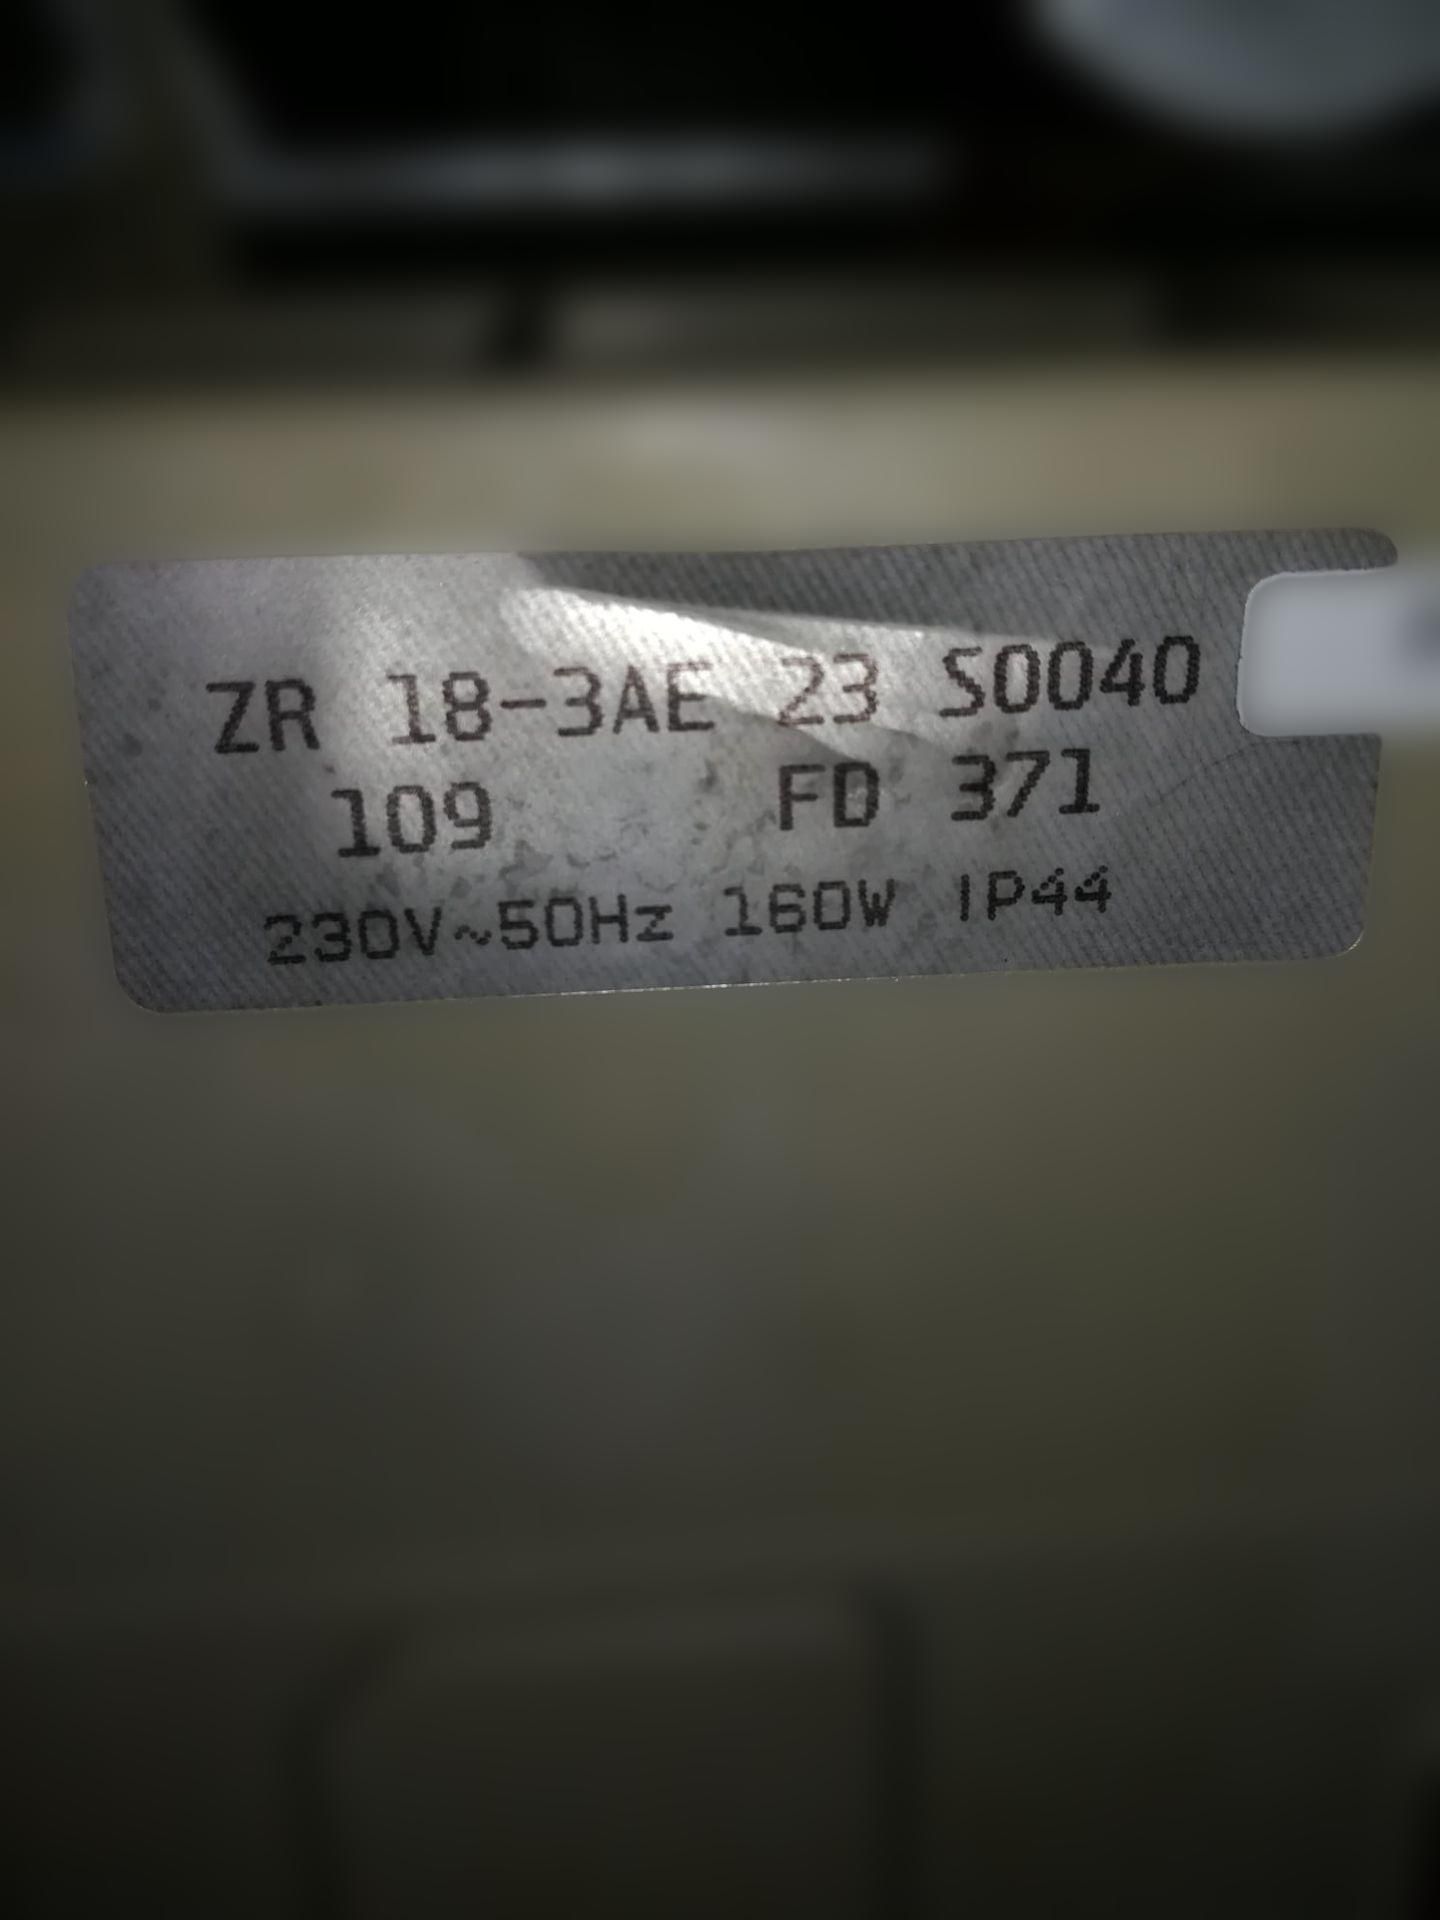 ZR 18-3AE 23 S0040
109 FD 371
230V~50Hz 160W IP44